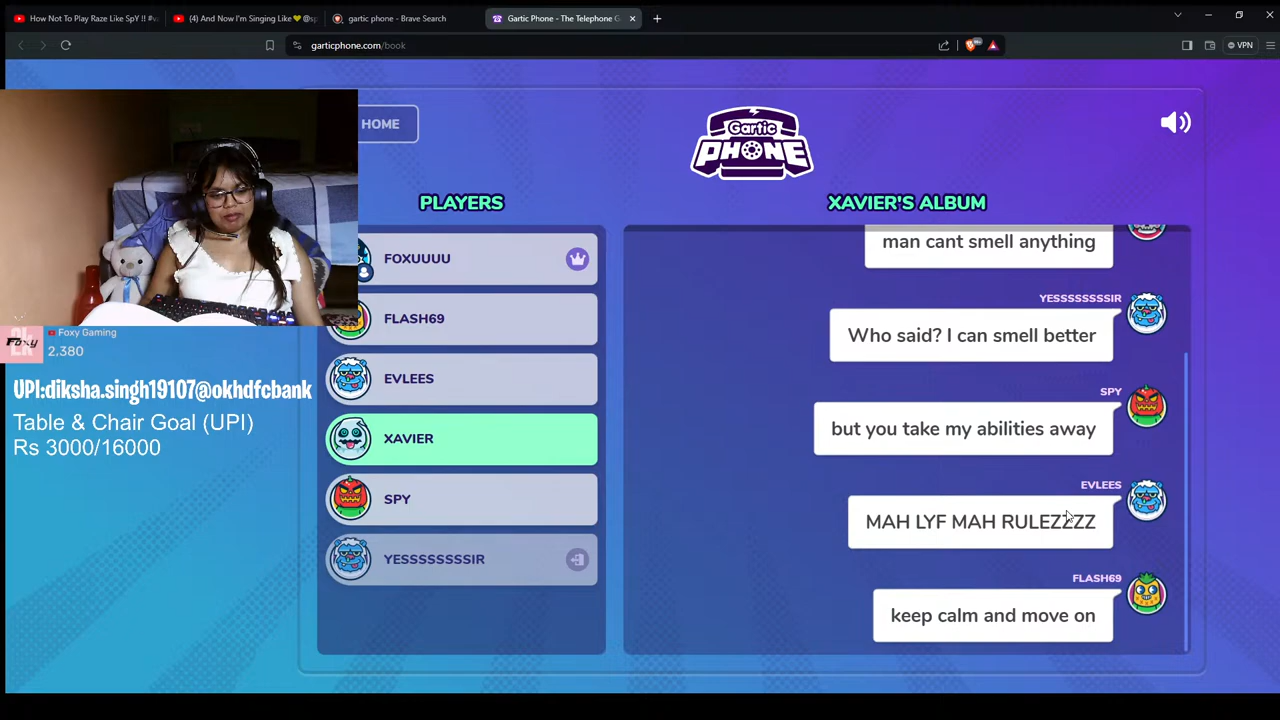 How Not To Play Raze Like SpY !! #va
(4) And Now I'm Singing Like💛@sp
gartic phone - Brave Search
Gartic Phone - The Telephone G
garticphone.com/book
VPN
HOME
Gartic
PHONE
PLAYERS
XAVIER'S ALBUM
FOXUUUU
FLASH69
EVLEES
XAVIER
SPY
YESSSSSSSSIR
man cant smell anything
YESSSSSSSSIR
Who said? I can smell better
SPY
but you take my abilities away
EVLEES
MAH LYF MAH RULEZZZZ
FLASH69
keep calm and move on
Foxy
Foxy Gaming
2,380
UPI:diksha.singh19107@okhdfcbank
Table & Chair Goal (UPI)
Rs 3000/16000